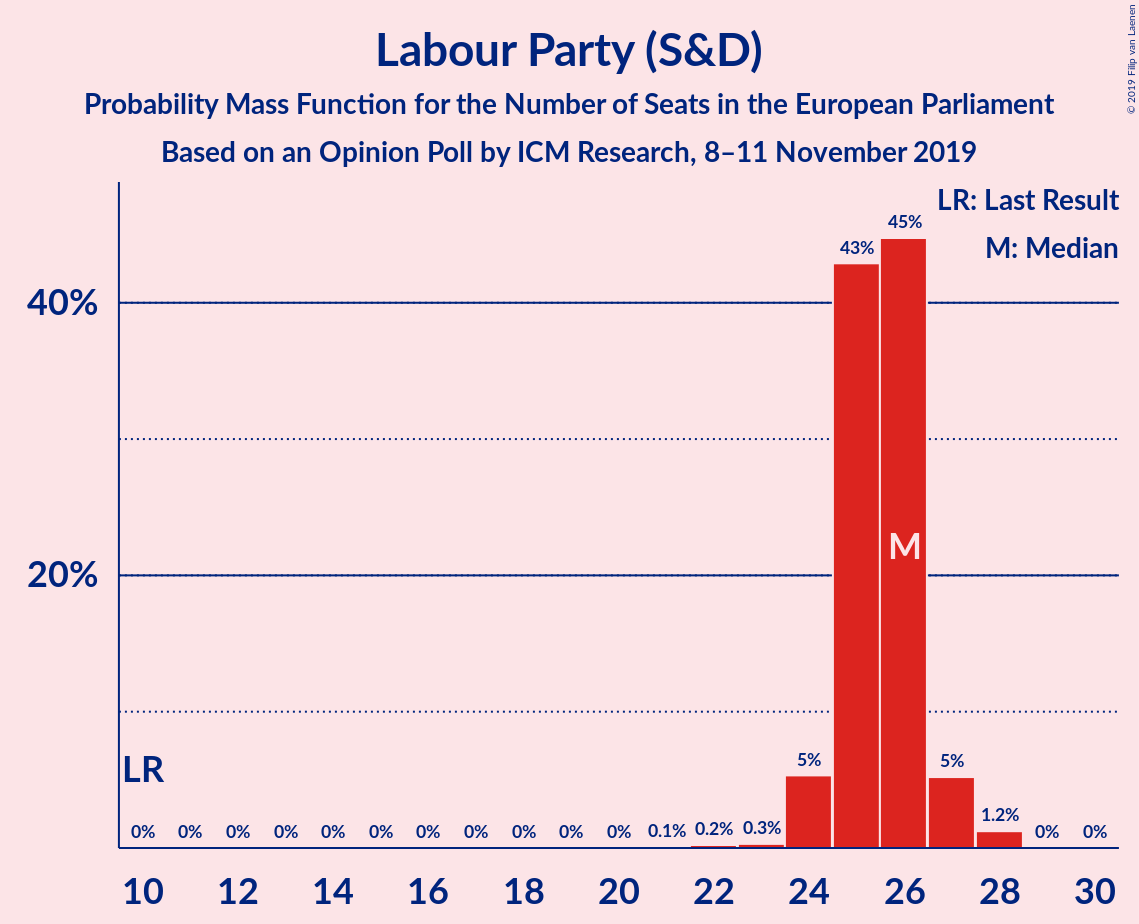 Labour Party (S&D)
Probability Mass Function for the Number of Seats in the European Parliament
Based on an Opinion Poll by ICM Research, 8–11 November 2019
© 2019 Filip van Laenen
LR: Last Result
M: Median
40%
20%
LR
0% 0% 0% 0% 0% 0% 0% 0% 0% 0% 0% 0.1% 0.2% 0.3% 5% 43% 45% 5% 1.2% 0% 0%
M
10 12 14 16 18 20 22 24 26 28 30